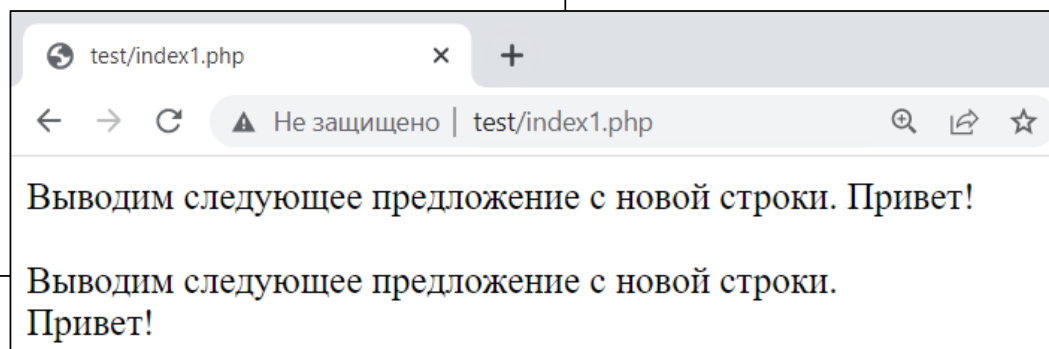 test/index1.php
Не защищено | test/index1.php
Выводим следующее предложение с новой строки. Привет!
Выводим следующее предложение с новой строки.
Привет!